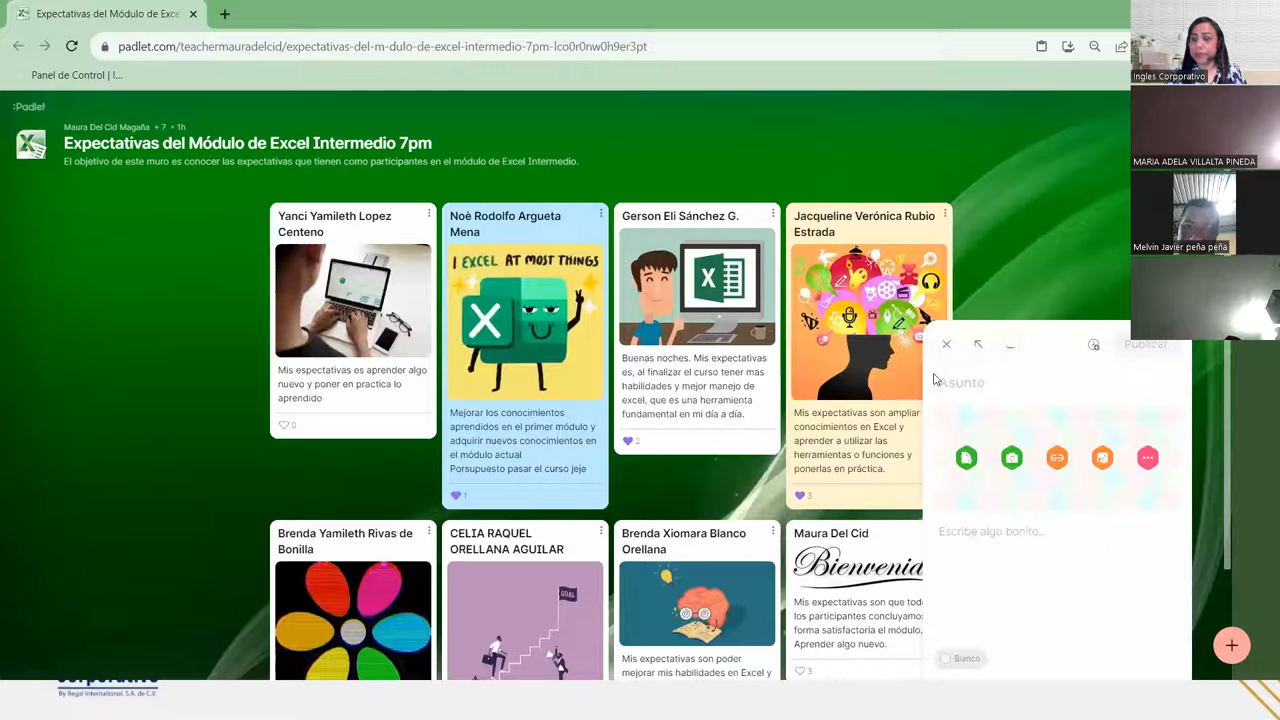 Expectativas del Módulo de Exce
padlet.com/teachermauradelcid/expectativas-del-m-dulo-de-excel-intermedio-7pm-lco0r0nw0h9er3pt
Panel de Control | I...
:Padlet
Maura Del Cid Magaña + 7 • 1h
Expectativas del Módulo de Excel Intermedio 7pm
El objetivo de este muro es conocer las expectativas que tienen como participantes en el módulo de Excel Intermedio.
Yanci Yamileth Lopez
Centeno
Mis espectativas es aprender algo
nuevo y poner en practica lo
aprendido
0
Noè Rodolfo Argueta
Mena
I EXCEL AT MOST THINGS
X
Mejorar los conocimientos
aprendidos en el primer módulo y
adquirir nuevos conocimientos en
el módulo actual
Porsupuesto pasar el curso jeje
1
Gerson Eli Sánchez G.
X
Buenas noches. Mis expectativas
es, al finalizar el curso tener mas
habilidades y mejor manejo de
excel, que es una herramienta
fundamental en mi día a día.
2
Jacqueline Verónica Rubio
Estrada
Mis expectativas son ampliar
conocimientos en Excel y
aprender a utilizar las
herramientas o funciones y
ponerlas en práctica.
3
Brenda Yamileth Rivas de
Bonilla
CELIA RAQUEL
ORELLANA AGUILAR
GOAL
Brenda Xiomara Blanco
Orellana
Mis expectativas son poder
mejorar mis habilidades en Excel y
Maura Del Cid
Bienvenid
Mis expectativas son que tod
los participantes concluyamos
forma satisfactoria el módulo.
Aprender algo nuevo.
3
Publicar
Asunto
Escribe algo bonito..
Blanco
Ingles Corporativo
MARIA ADELA VILLALTA PINEDA
Melvin Javier peña peña
corporativo
By Regal International, S.A. de C.V.